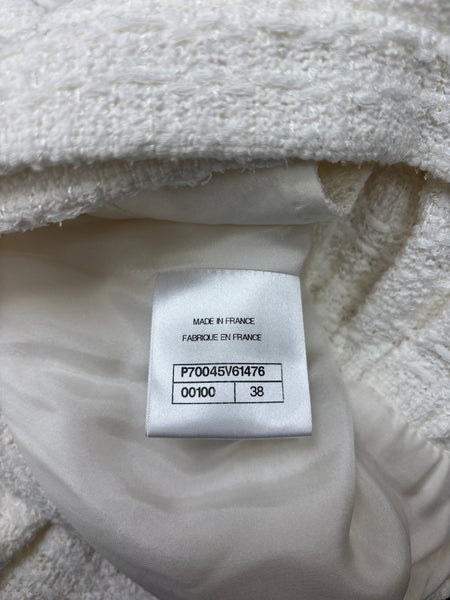 MADE IN FRANCE
FABRIQUE EN FRANCE
P70045V61476
00100 38